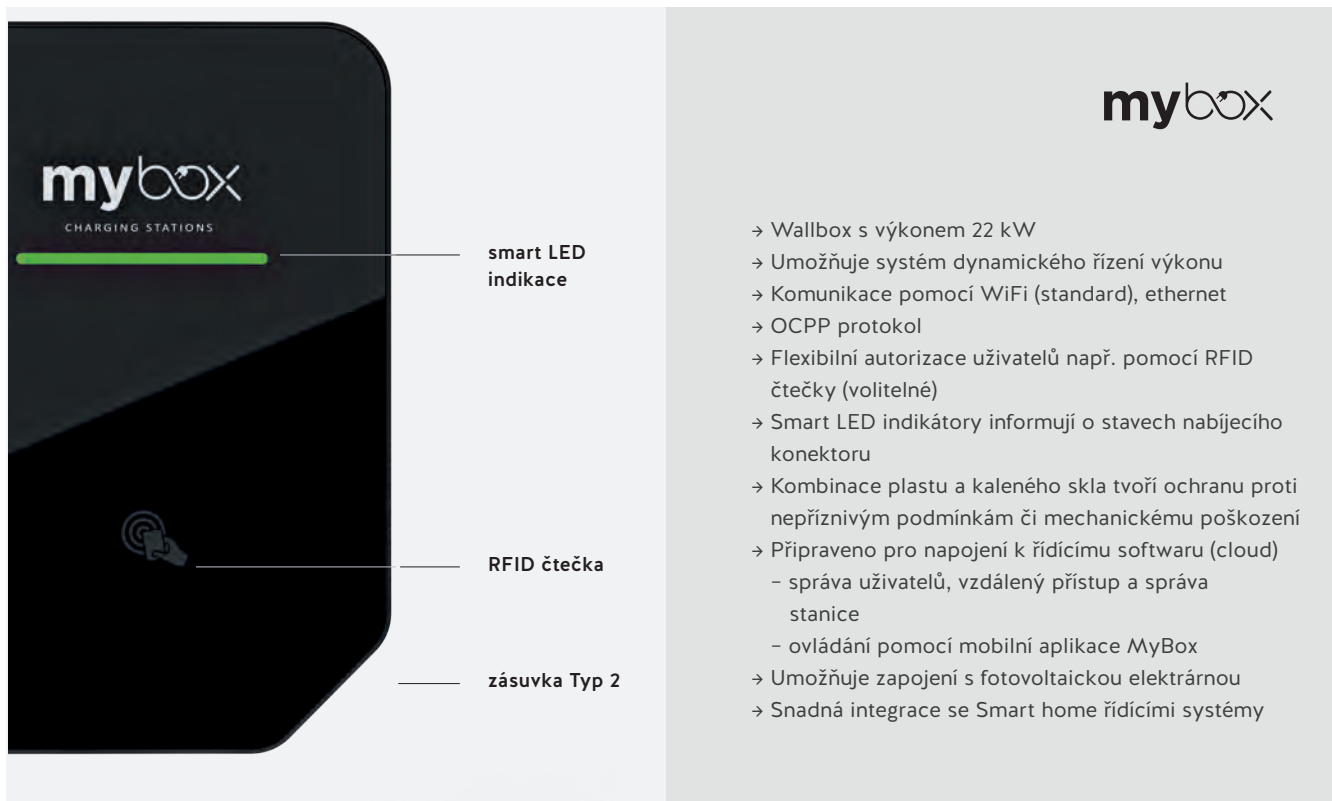 mybox
CHARGING STATIONS
smart LED
indikace
RFID čtečka
zásuvka Typ 2
mybox
→ Wallbox s výkonem 22 kW
→ Umožňuje systém dynamického řízení výkonu
→ Komunikace pomocí WiFi (standard), ethernet
→ OCPP protokol
→ Flexibilní autorizace uživatelů např. pomocí RFID
čtečky (volitelné)
→ Smart LED indikátory informují o stavech nabíjecího
konektoru
→ Kombinace plastu a kaleného skla tvoří ochranu proti
nepříznivým podmínkám či mechanickému poškození
→ Připraveno pro napojení k řídícímu softwaru (cloud)
– správa uživatelů, vzdálený přístup a správa
stanice
– ovládání pomocí mobilní aplikace MyBox
→ Umožňuje zapojení s fotovoltaickou elektrárnou
→ Snadná integrace se Smart home řídícími systémy